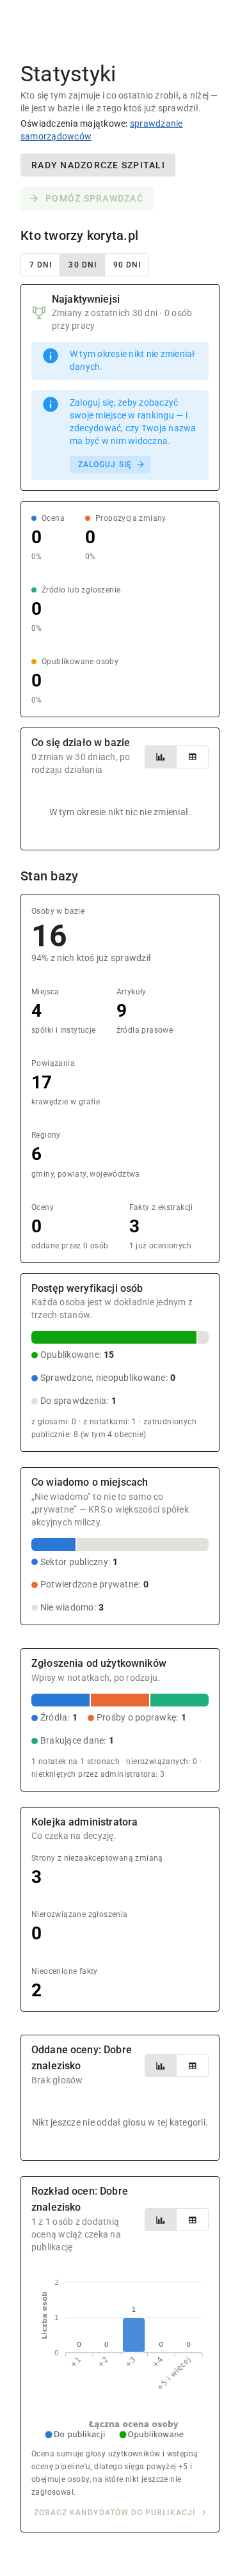 Statystyki
Kto się tym zajmuje i co ostatnio zrobił, a niżej —
ile jest w bazie i ile z tego ktoś już sprawdził.
Oświadczenia majątkowe: sprawdzanie
samorządowców
RADY NADZORCZE SZPITALI
POMÓŻ SPRAWDZAĆ
Kto tworzy koryta.pl
7 DNI 30 DNI 90 DNI
Najaktywniejsi
Zmiany z ostatnich 30 dni · 0 osób
przy pracy
W tym okresie nikt nie zmieniał
danych.
Zaloguj się, żeby zobaczyć
swoje miejsce w rankingu — i
zdecydować, czy Twoja nazwa
ma być w nim widoczna.
ZALOGUJ SIĘ
Ocena Propozycja zmiany
0 0
0% 0%
Źródło lub zgłoszenie
0
0%
Opublikowane osoby
0
0%
Co się działo w bazie
0 zmian w 30 dniach, po
rodzaju działania
W tym okresie nikt nic nie zmieniał.
Stan bazy
Osoby w bazie
16
94% z nich ktoś już sprawdził
Miejsca Artykuły
4 9
spółki i instytucje źródła prasowe
Powiązania
17
krawędzie w grafie
Regiony
6
gminy, powiaty, województwa
Oceny Fakty z ekstrakcji
0 3
oddane przez 0 osób 1 już ocenionych
Postęp weryfikacji osób
Każda osoba jest w dokładnie jednym z
trzech stanów.
Opublikowane: 15
Sprawdzone, nieopublikowane: 0
Do sprawdzenia: 1
z głosami: 0 · z notatkami: 1 · zatrudnionych
publicznie: 8 (w tym 4 obecnie)
Co wiadomo o miejscach
„Nie wiadomo” to nie to samo co
„prywatne” — KRS o większości spółek
akcyjnych milczy.
Sektor publiczny: 1
Potwierdzone prywatne: 0
Nie wiadomo: 3
Zgłoszenia od użytkowników
Wpisy w notatkach, po rodzaju.
Źródła: 1 Prośby o poprawkę: 1
Brakujące dane: 1
1 notatek na 1 stronach · nierozwiązanych: 0 ·
nietkniętych przez administratora: 3
Kolejka administratora
Co czeka na decyzję.
Strony z niezaakceptowaną zmianą
3
Nierozwiązane zgłoszenia
0
Nieocenione fakty
2
Oddane oceny: Dobre
znalezisko
Brak głosów
Nikt jeszcze nie oddał głosu w tej kategorii.
Rozkład ocen: Dobre
znalezisko
1 z 1 osób z dodatnią
oceną wciąż czeka na
publikację
Liczba osób
2
1
0
0 0 1 0 0
+1 +2 +3 +4 +5 i więcej
Łączna ocena osoby
Do publikacji Opublikowane
Ocena sumuje głosy użytkowników i wstępną
ocenę pipeline'u, dlatego sięga powyżej +5 i
obejmuje osoby, na które nikt jeszcze nie
zagłosował.
ZOBACZ KANDYDATÓW DO PUBLIKACJI